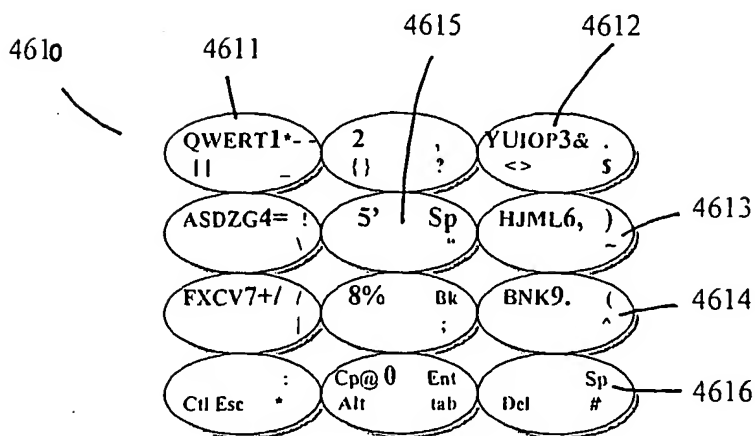 4610 4611 4615 4612
QWERT1*-- 2 , YUIOP3& .
|| _ {} ? <> $
ASDZG4= ! 5' Sp HJML6, ) 4613
\ " ~
FXCV7+/ / 8% Bk BNK9. ( 4614
| ; ^
: Cp@ 0 Ent Sp 4616
Ctl Esc * Alt tab Del #